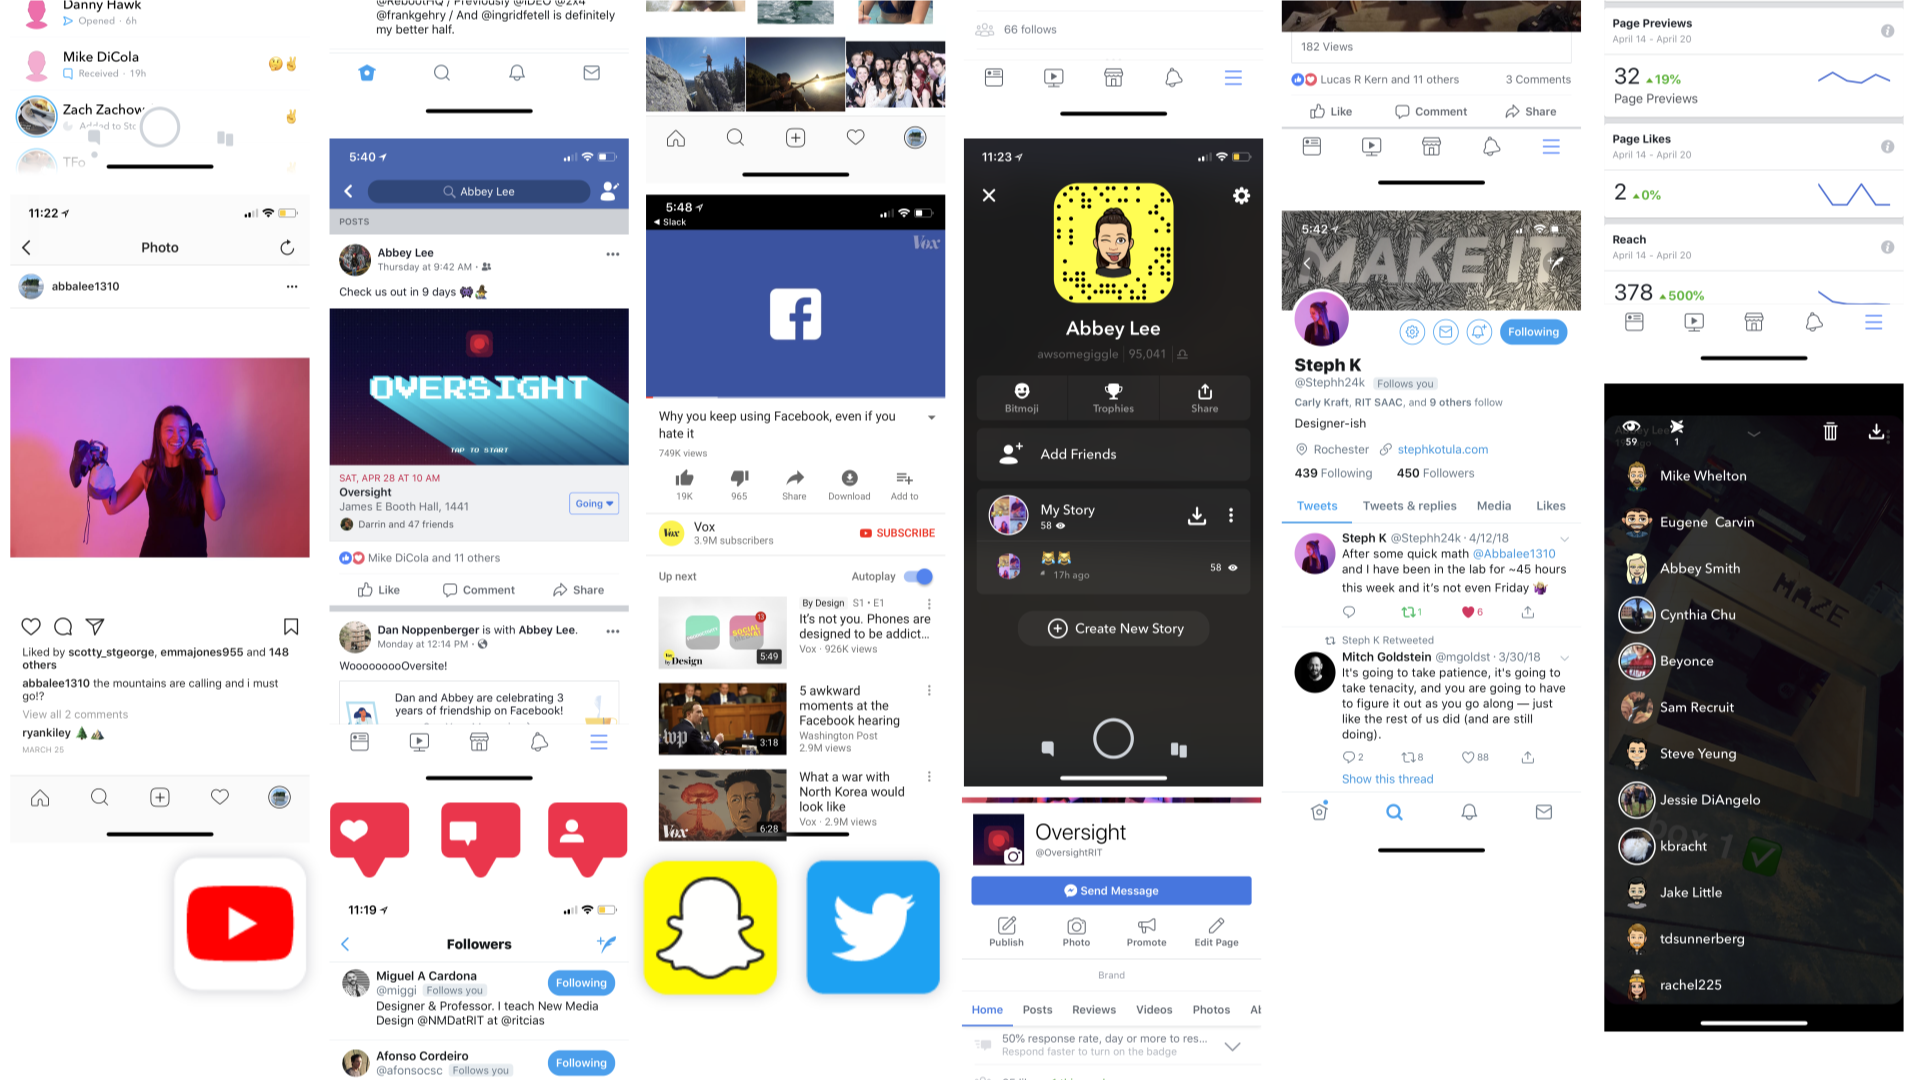 Danny Hawk
Opened · 6h
Mike DiCola
Received · 19h
Zach Zachow
Added to Sto
TFo
11:22
Photo
abbalee1310
Liked by scotty_stgeorge, emmajones955 and 148
others
abbalee1310 the mountains are calling and i must
go!?
View all 2 comments
ryankiley
MARCH 25
@RebootHQ / Previously @IDEO @2x4
@frankgehry / And @ingridfetell is definitely
my better half.
5:40
Abbey Lee
POSTS
Abbey Lee
Thursday at 9:42 AM ·
Check us out in 9 days
OVERSIGHT
TAP TO START
SAT, APR 28 AT 10 AM
Oversight
James E Booth Hall, 1441
Going
Darrin and 47 friends
Mike DiCola and 11 others
Like Comment Share
Dan Noppenberger is with Abbey Lee.
Monday at 12:14 PM ·
WooooooooOversite!
Dan and Abbey are celebrating 3
years of friendship on Facebook!
11:19
Followers
Miguel A Cardona
@miggi Follows you
Following
Designer & Professor. I teach New Media
Design @NMDatRIT at @ritcias
Afonso Cordeiro
@afonsocsc Follows you
Following
5:48
Slack
Vox
f
Why you keep using Facebook, even if you
hate it
749K views
19K 965 Share Download Add to
Vox
Vox
3.9M subscribers
SUBSCRIBE
Up next
Autoplay
By Design S1 • E1
It's not you. Phones are
designed to be addict...
Vox · 926K views
SOCIAL
13
by Design
5:49
5 awkward
moments at the
Facebook hearing
Washington Post
2.9M views
wp
3:18
What a war with
North Korea would
look like
Vox · 2.9M views
Vox
6:28
66 follows
11:23
Abbey Lee
awsomegiggle 95,041
Bitmoji Trophies Share
Add Friends
My Story
58
17h ago
58
Create New Story
Oversight
@OversightRIT
Send Message
Publish Photo Promote Edit Page
Brand
Home Posts Reviews Videos Photos Al
50% response rate, day or more to res...
Respond faster to turn on the badge
182 Views
Lucas R Kern and 11 others
3 Comments
Like Comment Share
5:42
MAKE IT
Following
Steph K
@Stephh24k Follows you
Carly Kraft, RIT SAAC, and 9 others follow
Designer-ish
Rochester stephkotula.com
439 Following 450 Followers
Tweets Tweets & replies Media Likes
Steph K @Stephh24k · 4/12/18
After some quick math @Abbalee1310
and I have been in the lab for ~45 hours
this week and it's not even Friday
1 6
Steph K Retweeted
Mitch Goldstein @mgoldst · 3/30/18
It's going to take patience, it's going to
take tenacity, and you are going to have
to figure it out as you go along — just
like the rest of us did (and are still
doing).
2 8 88
Show this thread
Page Previews
April 14 - April 20
32 19%
Page Previews
Page Likes
April 14 - April 20
2 0%
Reach
April 14 - April 20
378 500%
59 1
Mike Whelton
Eugene Carvin
Abbey Smith
MAZE
Cynthia Chu
Beyonce
Sam Recruit
Steve Yeung
Jessie DiAngelo
box 1
kbracht
Jake Little
tdsunnerberg
rachel225